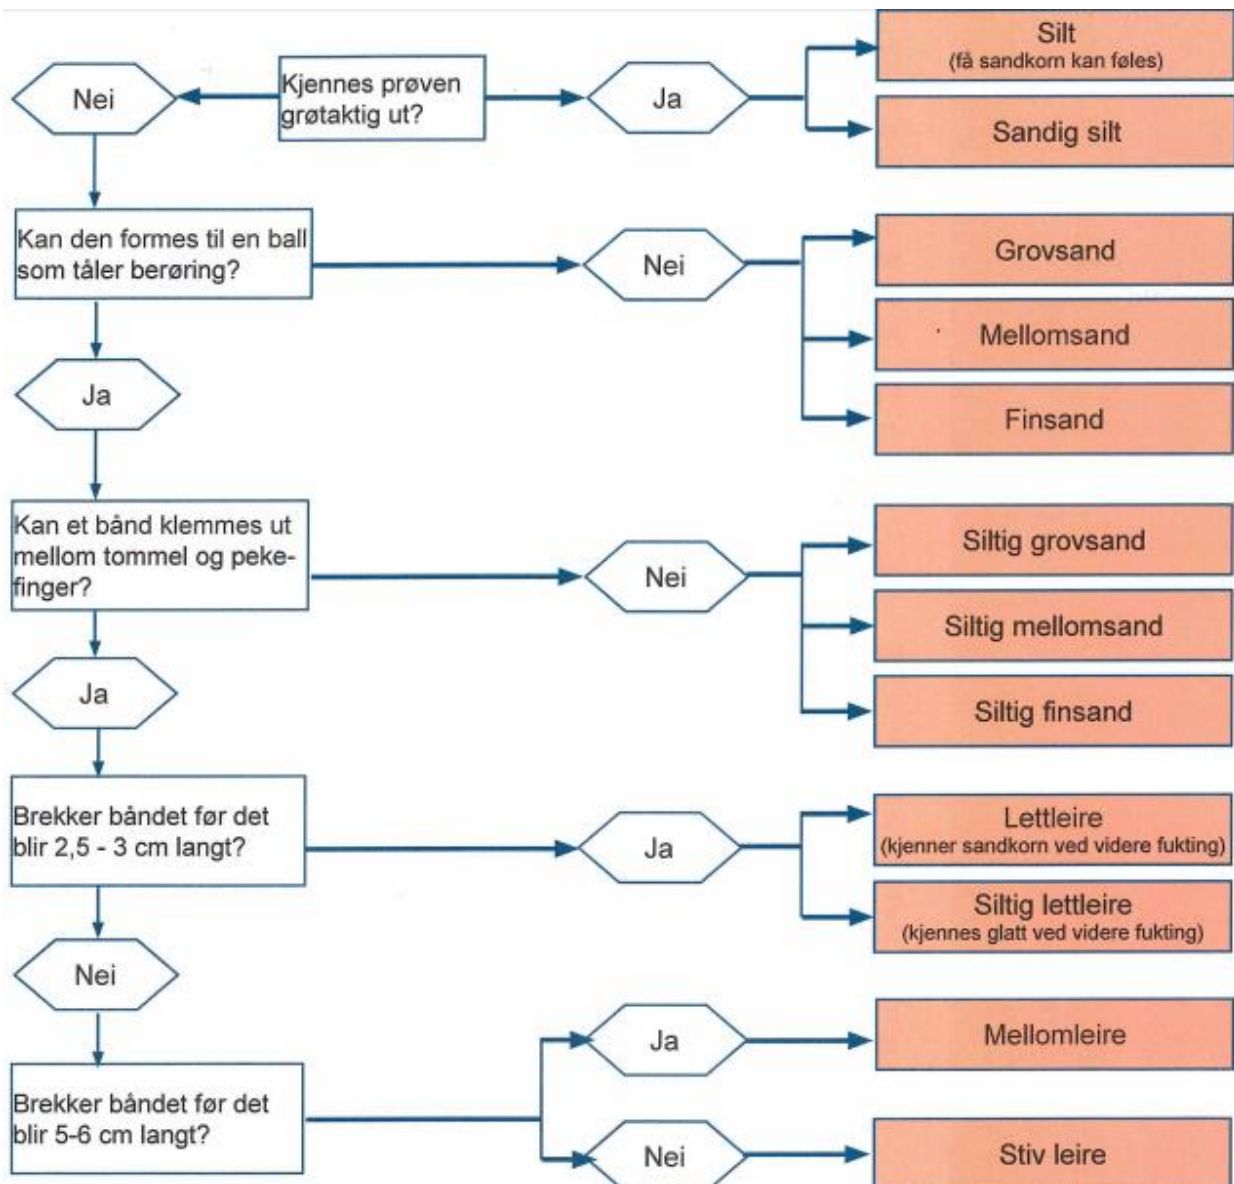 Nei
Kjennes prøven
grøtaktig ut?
Ja
Silt
(få sandkorn kan føles)
Sandig silt
Kan den formes til en ball
som tåler berøring?
Nei
Grovsand
Mellomsand
Finsand
Ja
Kan et bånd klemmes ut
mellom tommel og peke-
finger?
Nei
Siltig grovsand
Siltig mellomsand
Siltig finsand
Ja
Brekker båndet før det
blir 2,5 - 3 cm langt?
Ja
Lettleire
(kjenner sandkorn ved videre fukting)
Siltig lettleire
(kjennes glatt ved videre fukting)
Nei
Brekker båndet før det
blir 5-6 cm langt?
Ja
Mellomleire
Nei
Stiv leire